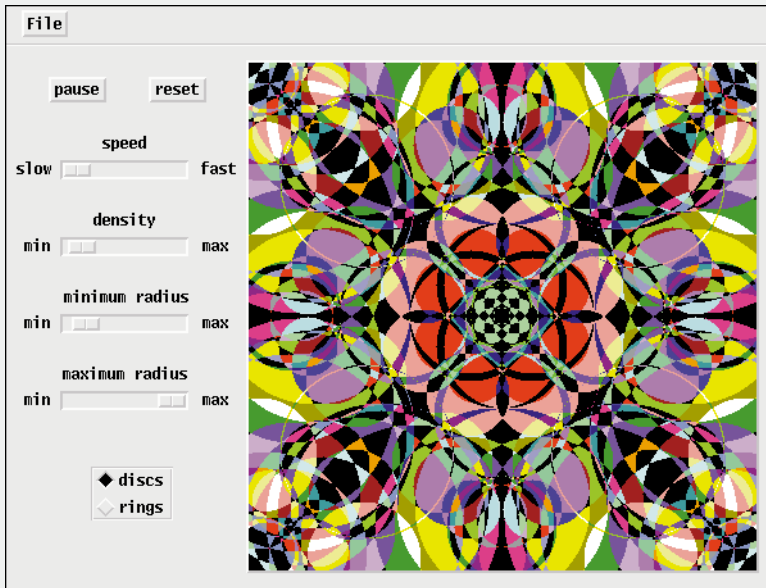 File
pause reset
speed
slow fast
density
min max
minimum radius
min max
maximum radius
min max
discs
rings